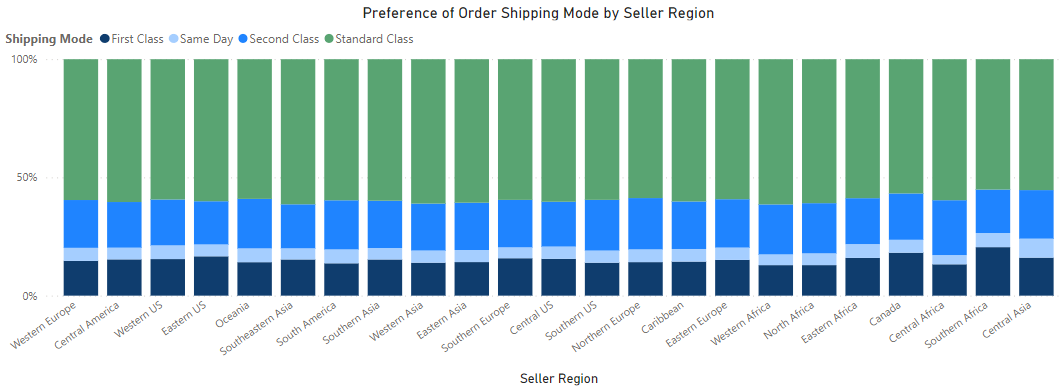 Preference of Order Shipping Mode by Seller Region
Shipping Mode First Class Same Day Second Class Standard Class
100%
50%
0%
Western Europe
Central America
Western US
Eastern US
Oceania
Southeastern Asia
South America
Southern Asia
Western Asia
Eastern Asia
Southern Europe
Central US
Southern US
Northern Europe
Caribbean
Eastern Europe
Western Africa
North Africa
Eastern Africa
Canada
Central Africa
Southern Africa
Central Asia
Seller Region